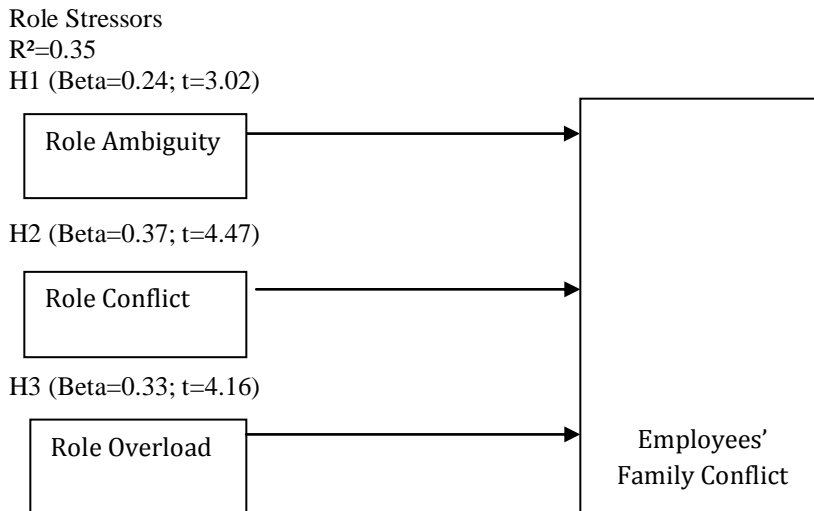 Role Stressors
R²=0.35
H1 (Beta=0.24; t=3.02)
Role Ambiguity
H2 (Beta=0.37; t=4.47)
Role Conflict
H3 (Beta=0.33; t=4.16)
Role Overload
Employees’
Family Conflict